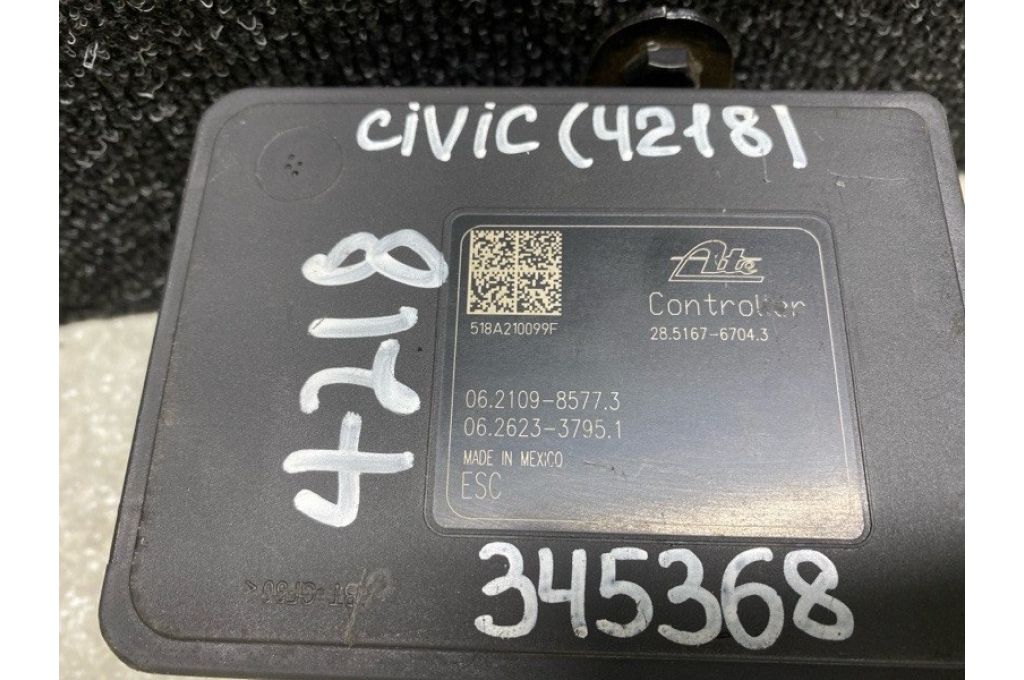 CiViC (4218)
4218
Ate
Controller
518A210099F
28.5167-6704.3
06.2109-8577.3
06.2623-3795.1
MADE IN MEXICO
ESC
345368